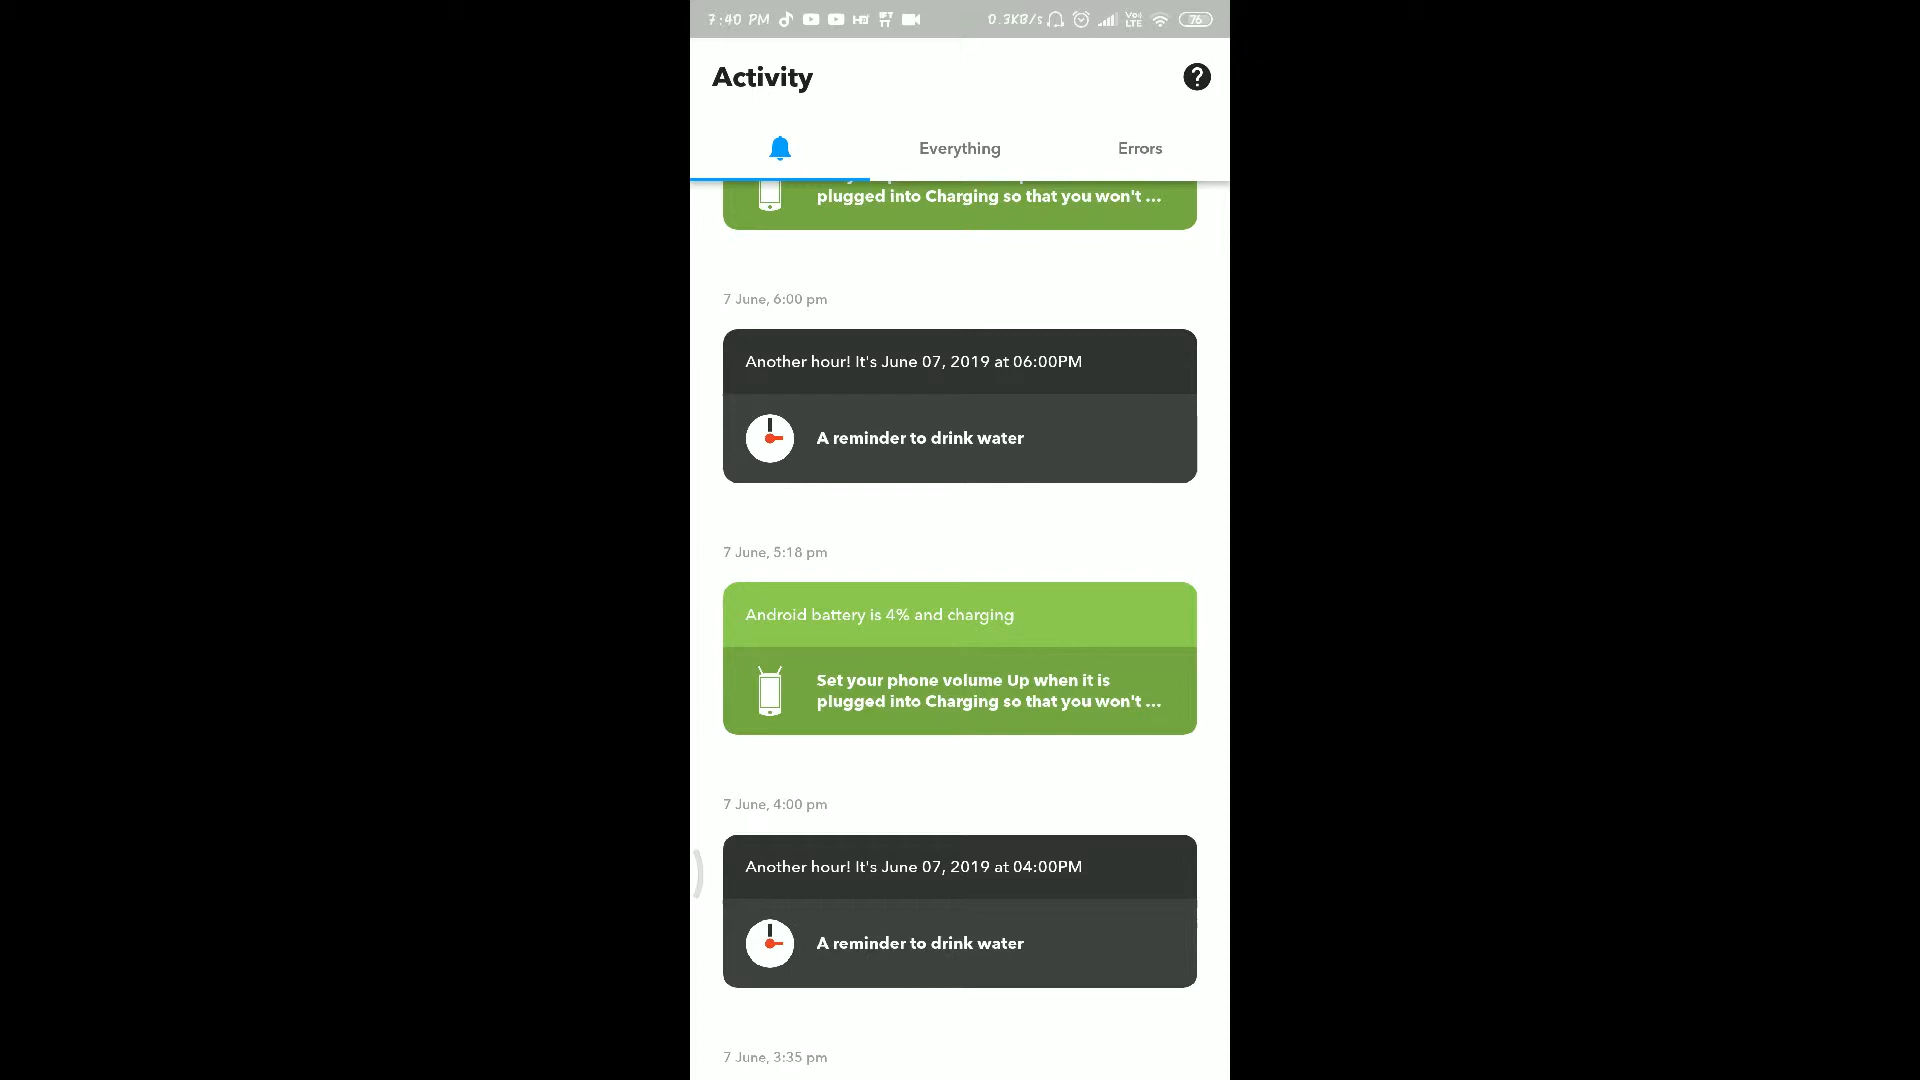 7:40 PM
0.3KB/s
Vo) LTE
76
Activity
Everything
Errors
plugged into Charging so that you won't ...
7 June, 6:00 pm
Another hour! It's June 07, 2019 at 06:00PM
A reminder to drink water
7 June, 5:18 pm
Android battery is 4% and charging
Set your phone volume Up when it is
plugged into Charging so that you won't ...
7 June, 4:00 pm
Another hour! It's June 07, 2019 at 04:00PM
A reminder to drink water
7 June, 3:35 pm